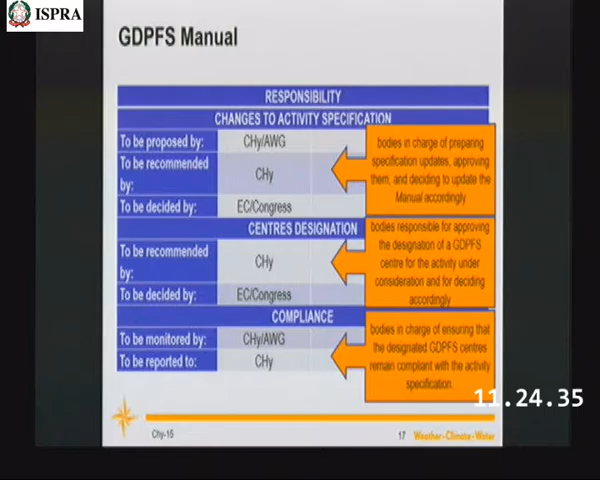 ISPRA
GDPFS Manual
RESPONSIBILITY
CHANGES TO ACTIVITY SPECIFICATION
To be proposed by:
CHy/AWG
To be recommended
by:
CHy
To be decided by:
EC/Congress
bodies in charge of preparing
specification updates, approving
them, and deciding to update the
Manual accordingly
CENTRES DESIGNATION
To be recommended
by:
CHy
To be decided by:
EC/Congress
bodies responsible for approving
the designation of a GDPFS
centre for the activity under
consideration and for deciding
accordingly
COMPLIANCE
To be monitored by:
CHy/AWG
To be reported to:
CHy
bodies in charge of ensuring that
the designated GDPFS centres
remain compliant with the activity
specification.
11.24.35
Chy-15
17
Weather • Climate • Water